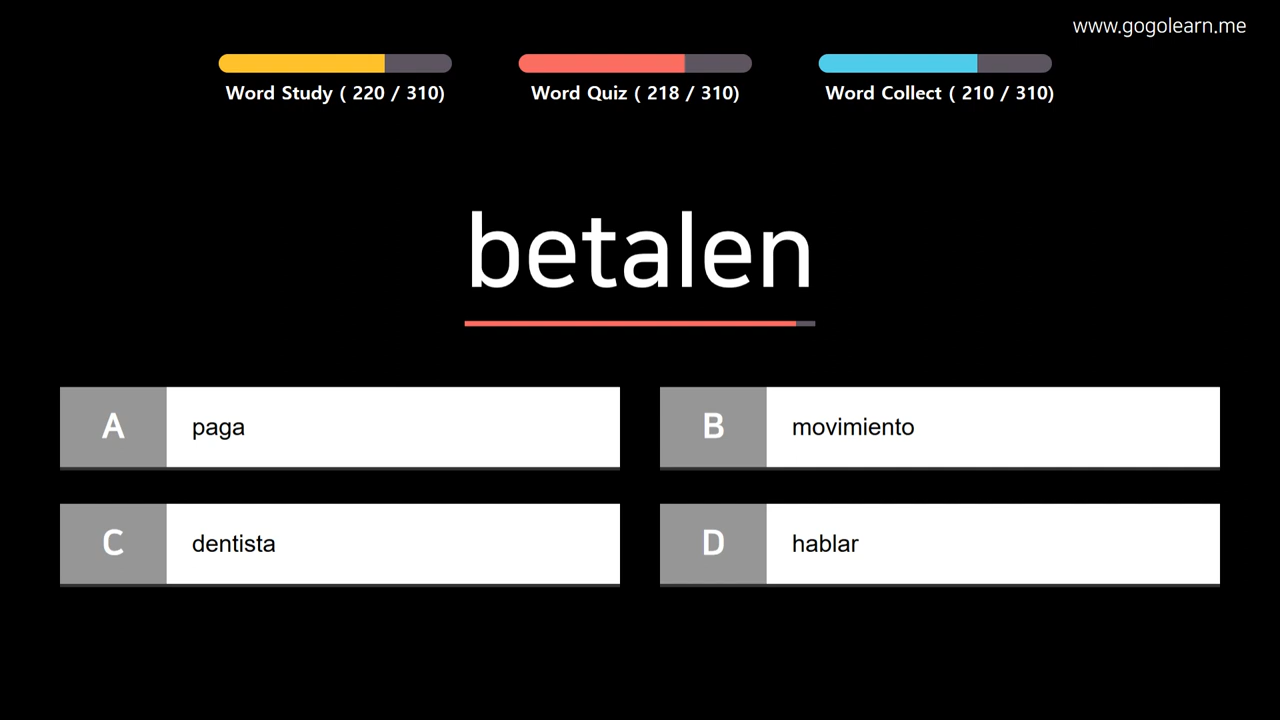 www.gogolearn.me
Word Study ( 220 / 310)
Word Quiz ( 218 / 310)
Word Collect ( 210 / 310)
betalen
A paga
B movimiento
C dentista
D hablar